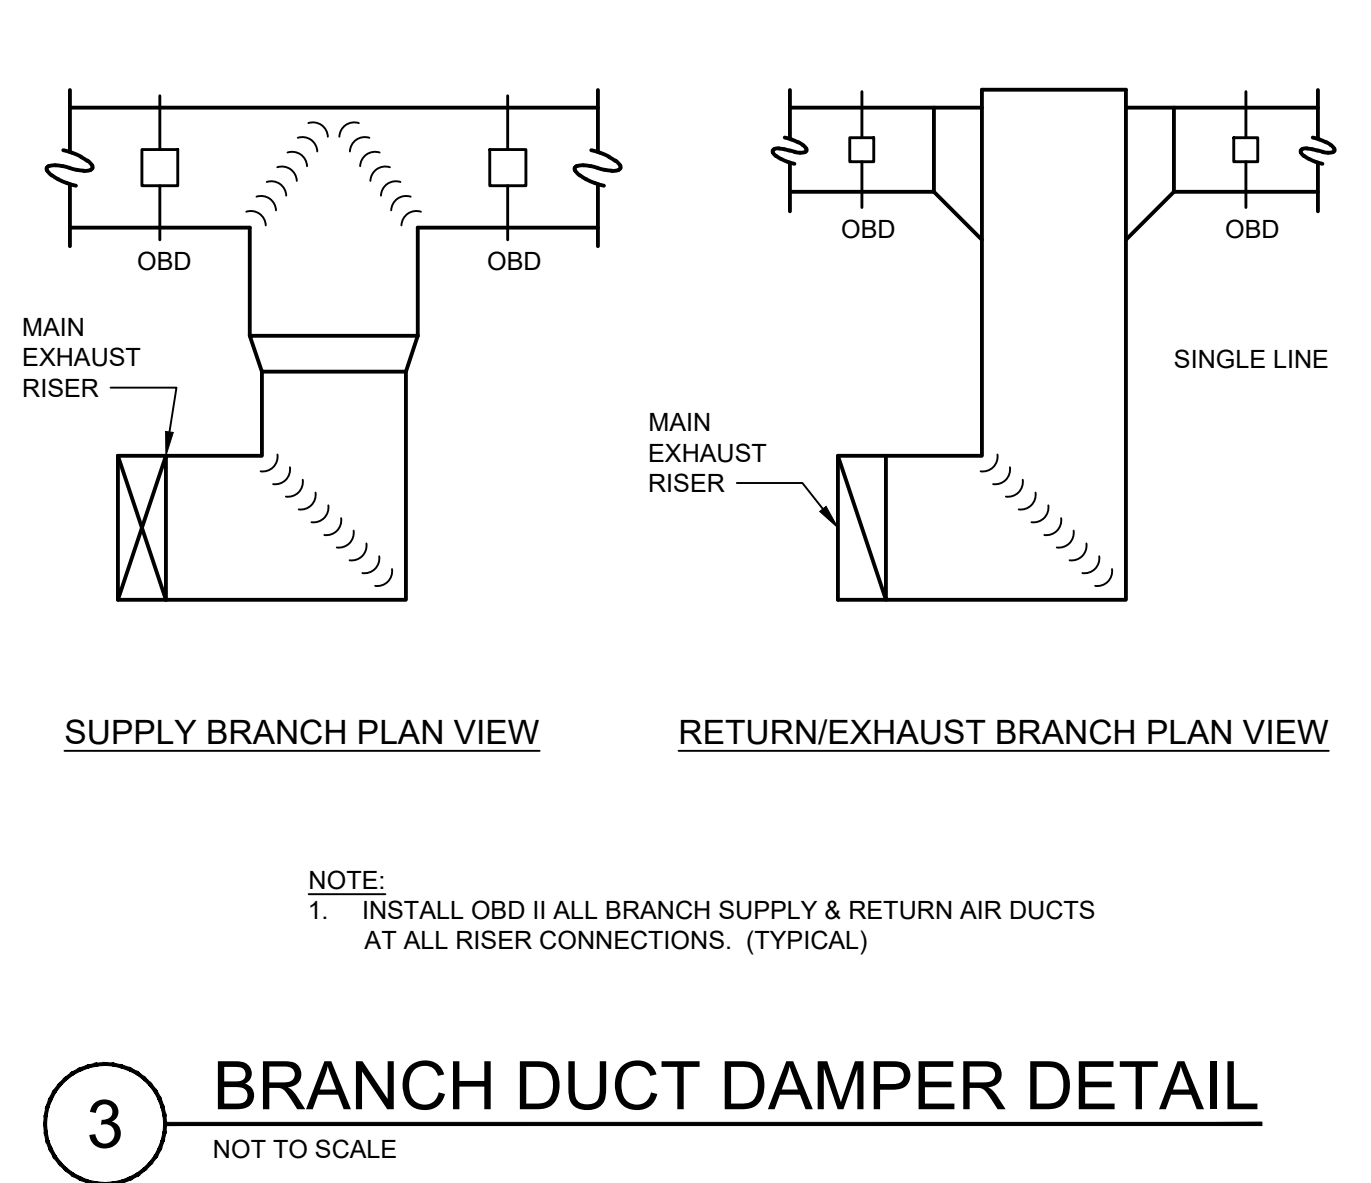 OBD
OBD
MAIN
EXHAUST
RISER
SUPPLY BRANCH PLAN VIEW
OBD
OBD
SINGLE LINE
MAIN
EXHAUST
RISER
RETURN/EXHAUST BRANCH PLAN VIEW
NOTE:
1. INSTALL OBD II ALL BRANCH SUPPLY & RETURN AIR DUCTS
AT ALL RISER CONNECTIONS. (TYPICAL)
3
BRANCH DUCT DAMPER DETAIL
NOT TO SCALE